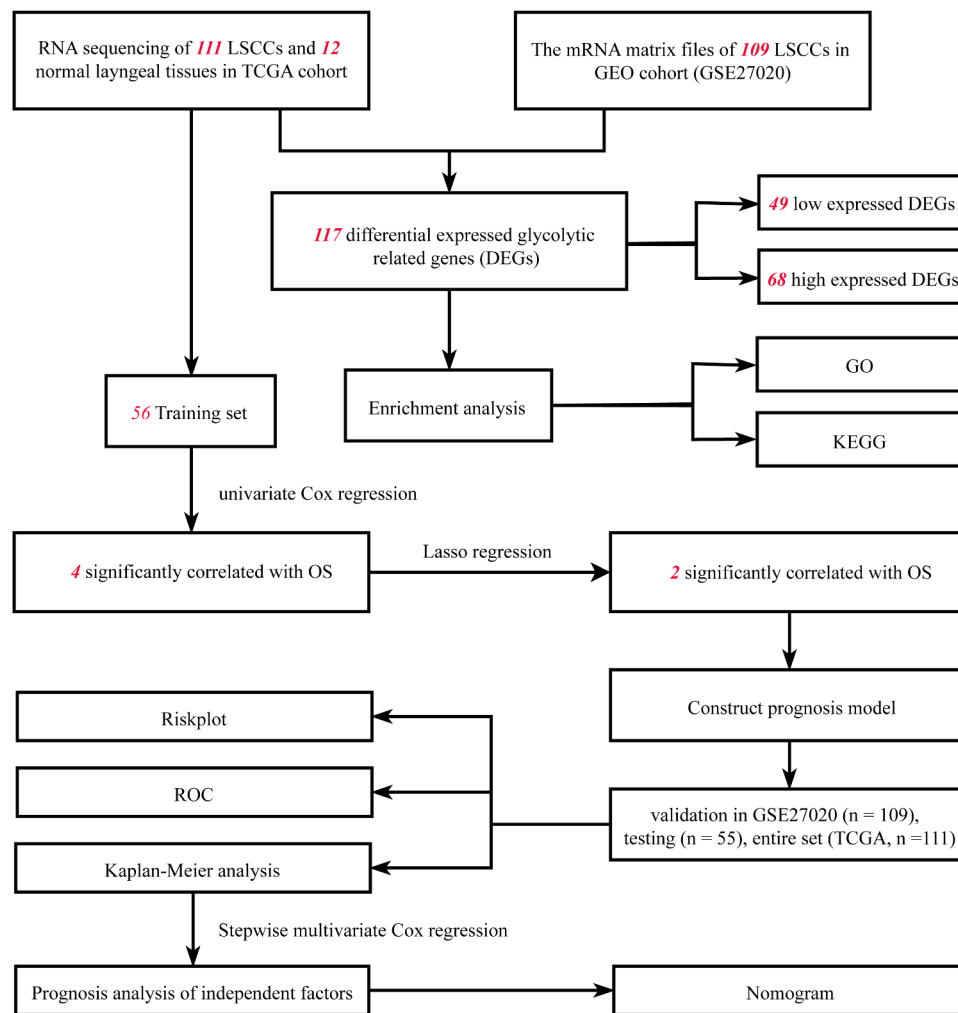 RNA sequencing of 111 LSCCs and 12
normal layngeal tissues in TCGA cohort
The mRNA matrix files of 109 LSCCs in
GEO cohort (GSE27020)
117 differential expressed glycolytic
related genes (DEGs)
49 low expressed DEGs
68 high expressed DEGs
56 Training set
Enrichment analysis
GO
KEGG
univariate Cox regression
4 significantly correlated with OS
Lasso regression
2 significantly correlated with OS
Construct prognosis model
validation in GSE27020 (n = 109),
testing (n = 55), entire set (TCGA, n =111)
Riskplot
ROC
Kaplan-Meier analysis
Stepwise multivariate Cox regression
Prognosis analysis of independent factors
Nomogram